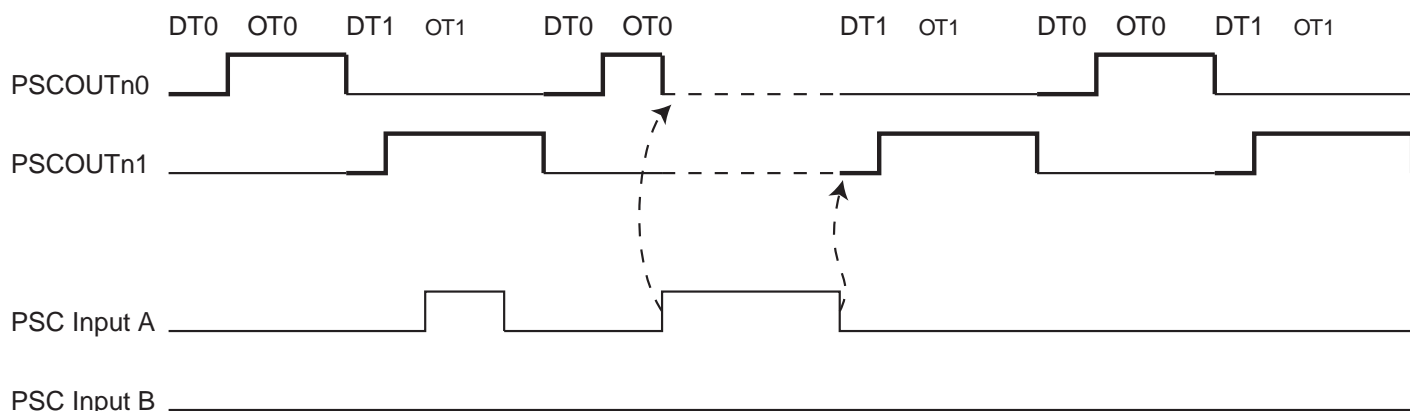 DT0 OT0 DT1 OT1 DT0 OT0 DT1 OT1 DT0 OT0 DT1 OT1
PSCOUTn0
PSCOUTn1
PSC Input A
PSC Input B